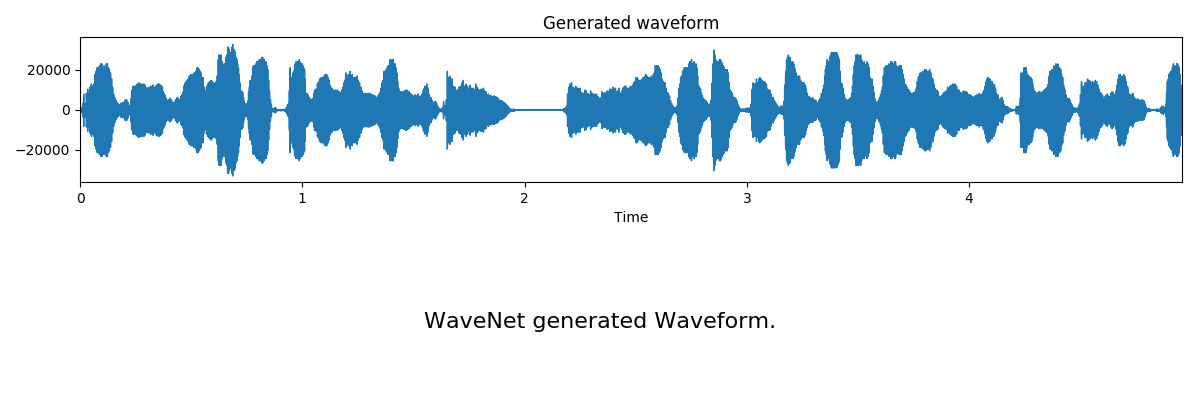 Generated waveform
20000
0
−20000
0 1 2 3 4
Time
WaveNet generated Waveform.